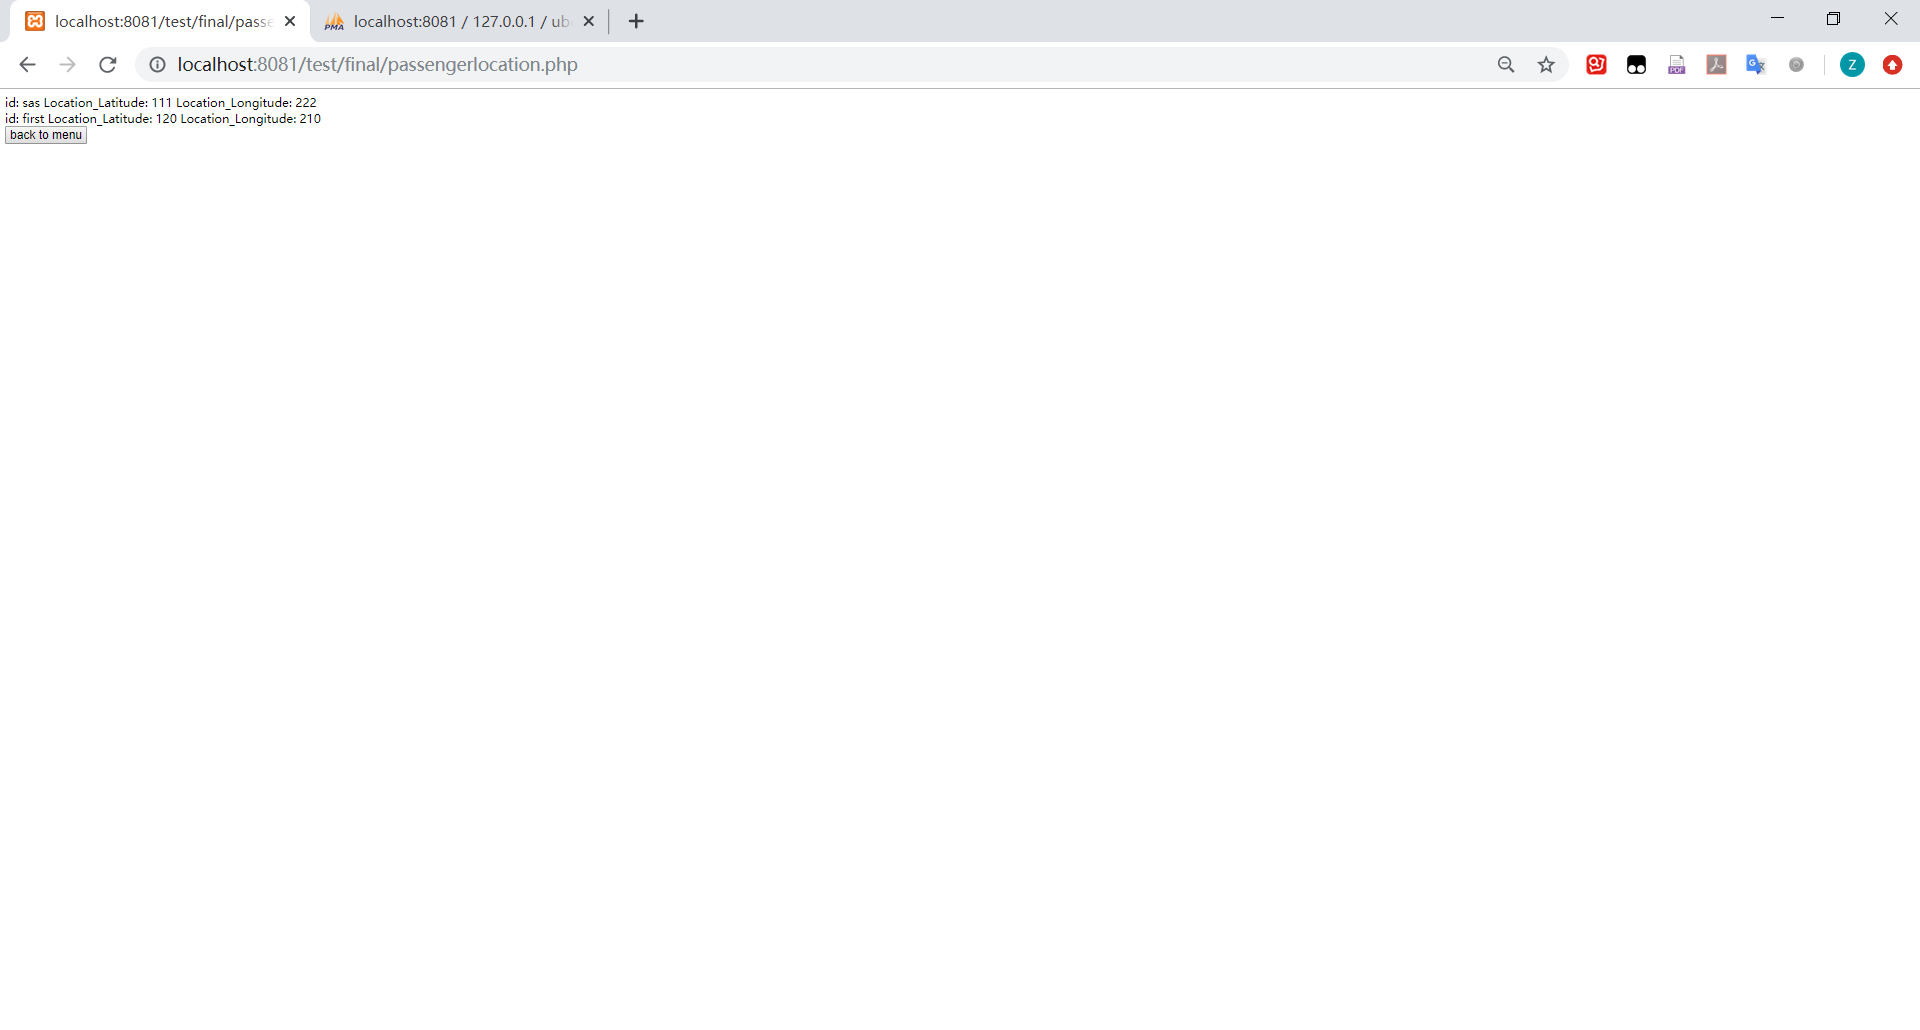 localhost:8081/test/final/passe
localhost:8081 / 127.0.0.1 / ub
localhost:8081/test/final/passengerlocation.php
PDF
Z
id: sas Location_Latitude: 111 Location_Longitude: 222
id: first Location_Latitude: 120 Location_Longitude: 210
back to menu